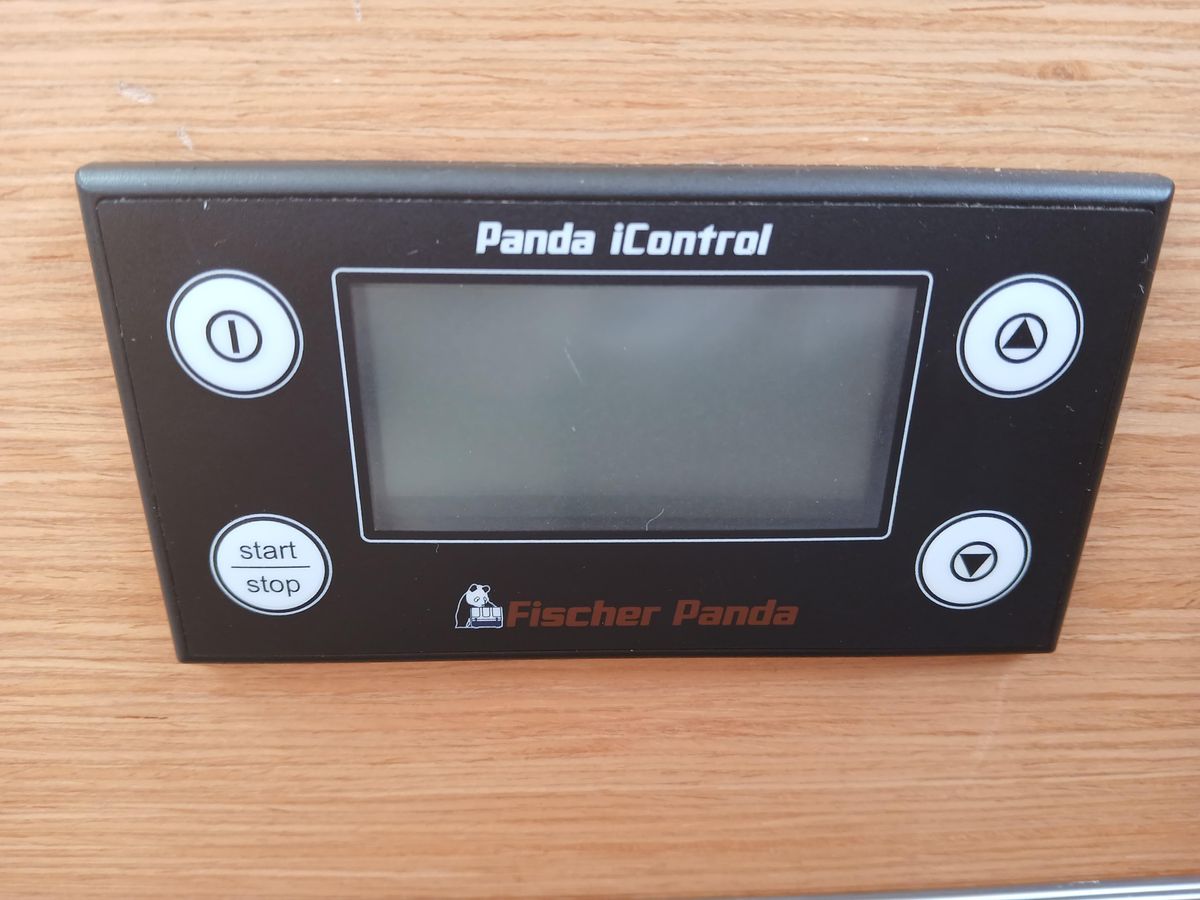 Panda iControl
start
stop
Fischer Panda